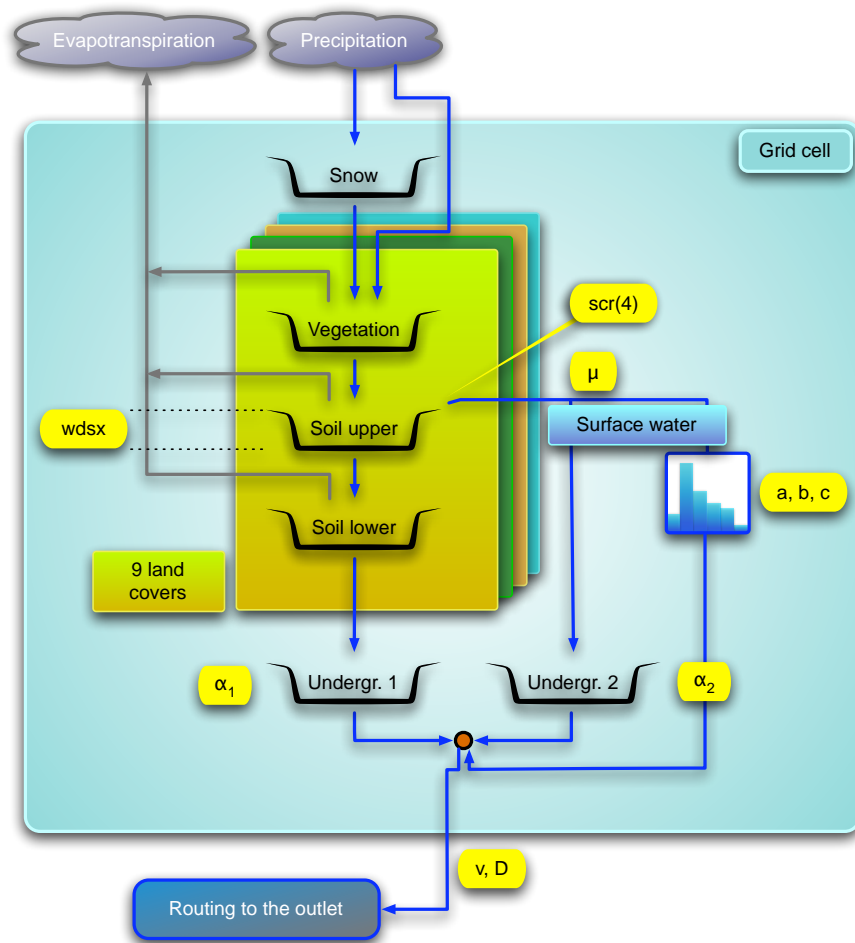 Evapotranspiration
Precipitation
Grid cell
Snow
scr(4)
Vegetation
μ
wdsx
Soil upper
Surface water
a, b, c
Soil lower
9 land
covers
α1
Undergr. 1
Undergr. 2
α2
v, D
Routing to the outlet